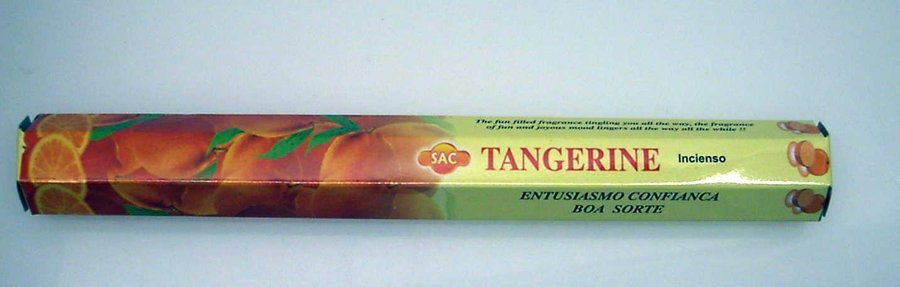 The fun filled fragrance tingling you all the way, the fragrance
of fun and joyous mood lingers all the way all the while !!
SAC
TANGERINE Incienso
ENTUSIASMO CONFIANCA
BOA SORTE